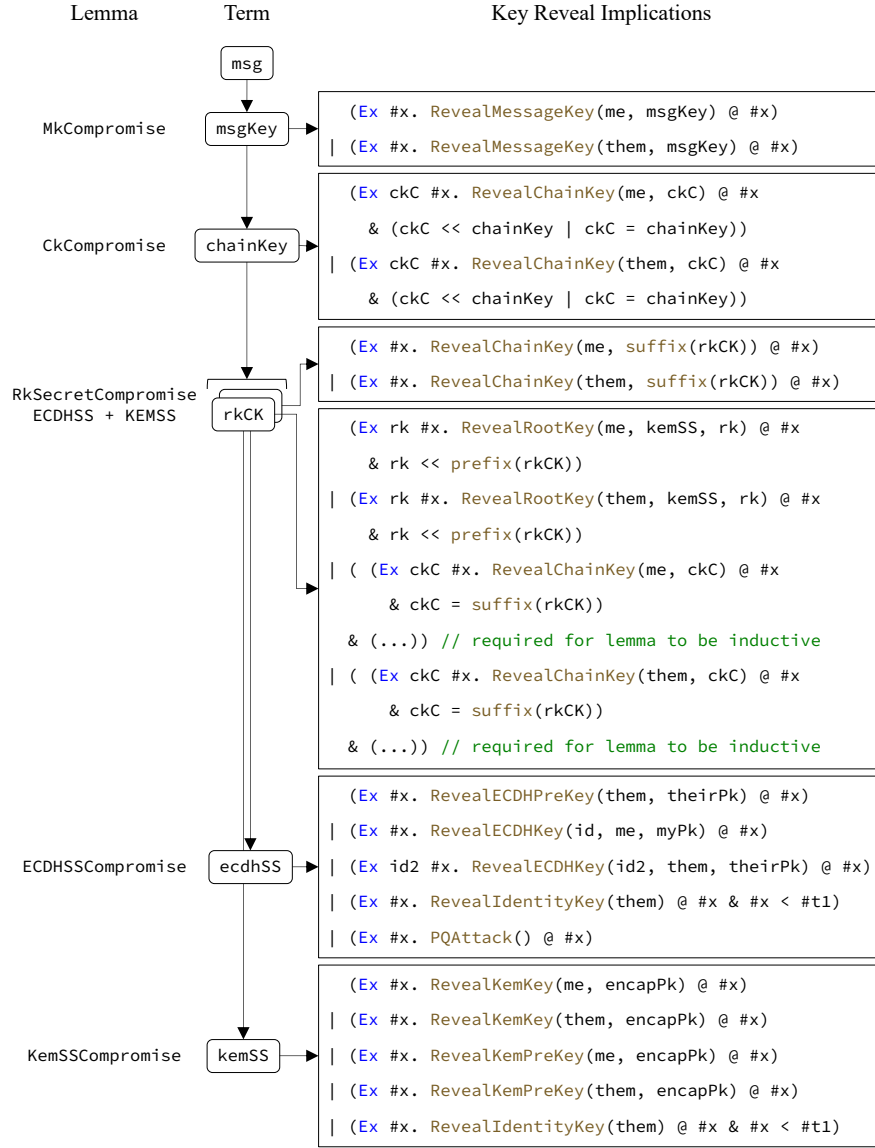 Lemma Term Key Reveal Implications
msg
MkCompromise msgKey
(Ex #x. RevealMessageKey(me, msgKey) @ #x)
| (Ex #x. RevealMessageKey(them, msgKey) @ #x)
CkCompromise chainKey
(Ex ckC #x. RevealChainKey(me, ckC) @ #x
& (ckC << chainKey | ckC = chainKey))
| (Ex ckC #x. RevealChainKey(them, ckC) @ #x
& (ckC << chainKey | ckC = chainKey))
RkSecretCompromise
ECDHSS + KEMSS
rkCK
(Ex #x. RevealChainKey(me, suffix(rkCK)) @ #x)
| (Ex #x. RevealChainKey(them, suffix(rkCK)) @ #x)
(Ex rk #x. RevealRootKey(me, kemSS, rk) @ #x
& rk << prefix(rkCK))
| (Ex rk #x. RevealRootKey(them, kemSS, rk) @ #x
& rk << prefix(rkCK))
| ( (Ex ckC #x. RevealChainKey(me, ckC) @ #x
& ckC = suffix(rkCK))
& (...)) // required for lemma to be inductive
| ( (Ex ckC #x. RevealChainKey(them, ckC) @ #x
& ckC = suffix(rkCK))
& (...)) // required for lemma to be inductive
ECDHSSCompromise ecdhSS
(Ex #x. RevealECDHPreKey(them, theirPk) @ #x)
| (Ex #x. RevealECDHKey(id, me, myPk) @ #x)
| (Ex id2 #x. RevealECDHKey(id2, them, theirPk) @ #x)
| (Ex #x. RevealIdentityKey(them) @ #x & #x < #t1)
| (Ex #x. PQAttack() @ #x)
KemSSCompromise kemSS
(Ex #x. RevealKemKey(me, encapPk) @ #x)
| (Ex #x. RevealKemKey(them, encapPk) @ #x)
| (Ex #x. RevealKemPreKey(me, encapPk) @ #x)
| (Ex #x. RevealKemPreKey(them, encapPk) @ #x)
| (Ex #x. RevealIdentityKey(them) @ #x & #x < #t1)